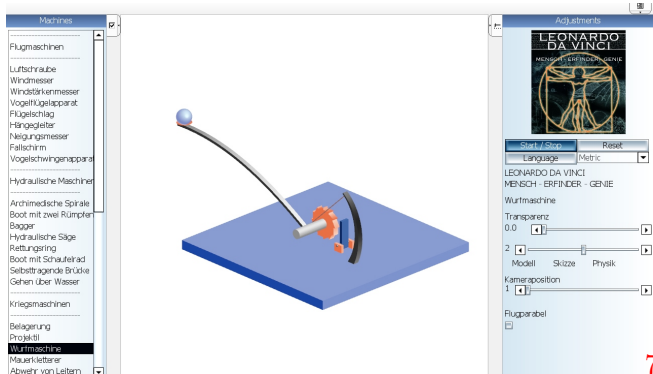 Machines
Flugmaschinen
Luftschraube
Windmesser
Windstärkenmesser
Vogelflügelapparat
Flügelschlag
Hängegleiter
Neigungsmesser
Fallschirm
Vogelschwingenappara
Hydraulische Maschiner
Archimedische Spirale
Boot mit zwei Rümpfen
Bagger
Hydraulische Säge
Rettungsring
Boot mit Schaufelrad
Selbsttragende Brücke
Gehen über Wasser
Kriegsmaschinen
Belagerung
Projektil
Wurfmaschine
Mauerkletterer
Abwehr von Leitern
Adjustments
LEONARDO
DA VINCI
MENSCH - ERFINDER - GENIE
Start / Stop Reset
Language Metric
LEONARDO DA VINCI
MENSCH - ERFINDER - GENIE
Wurfmaschine
Transparenz
0.0
2
Modell Skizze Physik
Kameraposition
1
Flugparabel